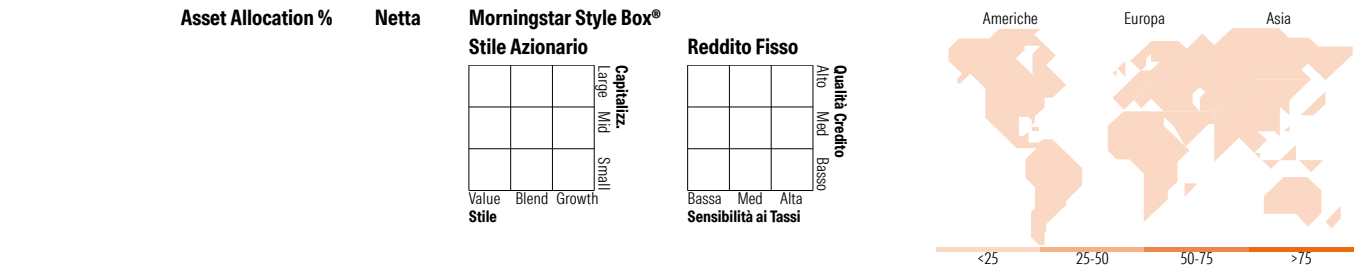 Asset Allocation % Netta
Morningstar Style Box®
Stile Azionario
Large Mid Small
Capitalizz.
Value Blend Growth
Stile
Reddito Fisso
Alto Med Basso
Qualità Credito
Bassa Med Alta
Sensibilità ai Tassi
Americhe Europa Asia
<25 25-50 50-75 >75